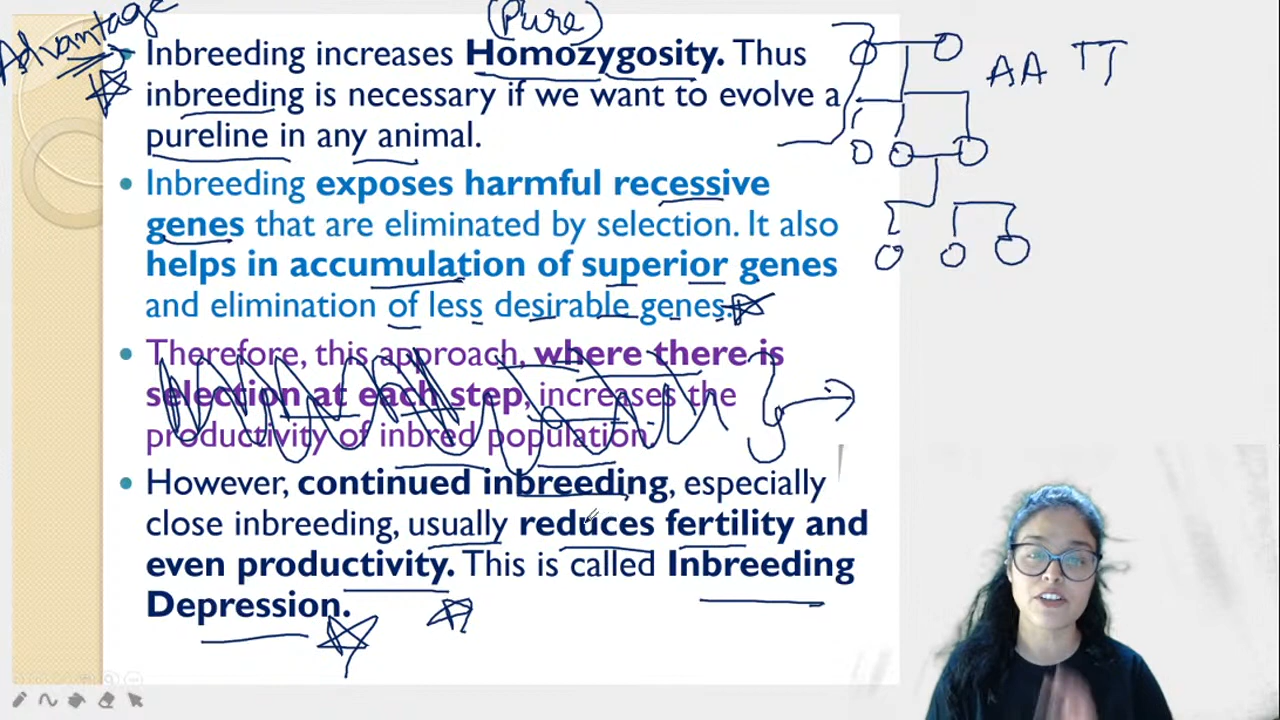 Advantage
(Pure)
• Inbreeding increases Homozygosity. Thus
inbreeding is necessary if we want to evolve a
pureline in any animal.
AA TT
• Inbreeding exposes harmful recessive
genes that are eliminated by selection. It also
helps in accumulation of superior genes
and elimination of less desirable genes.
• Therefore, this approach, where there is
selection at each step, increases the
productivity of inbred population.
• However, continued inbreeding, especially
close inbreeding, usually reduces fertility and
even productivity. This is called Inbreeding
Depression.